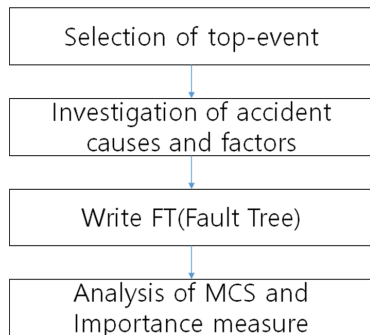 Selection of top-event
Investigation of accident
causes and factors
Write FT(Fault Tree)
Analysis of MCS and
Importance measure